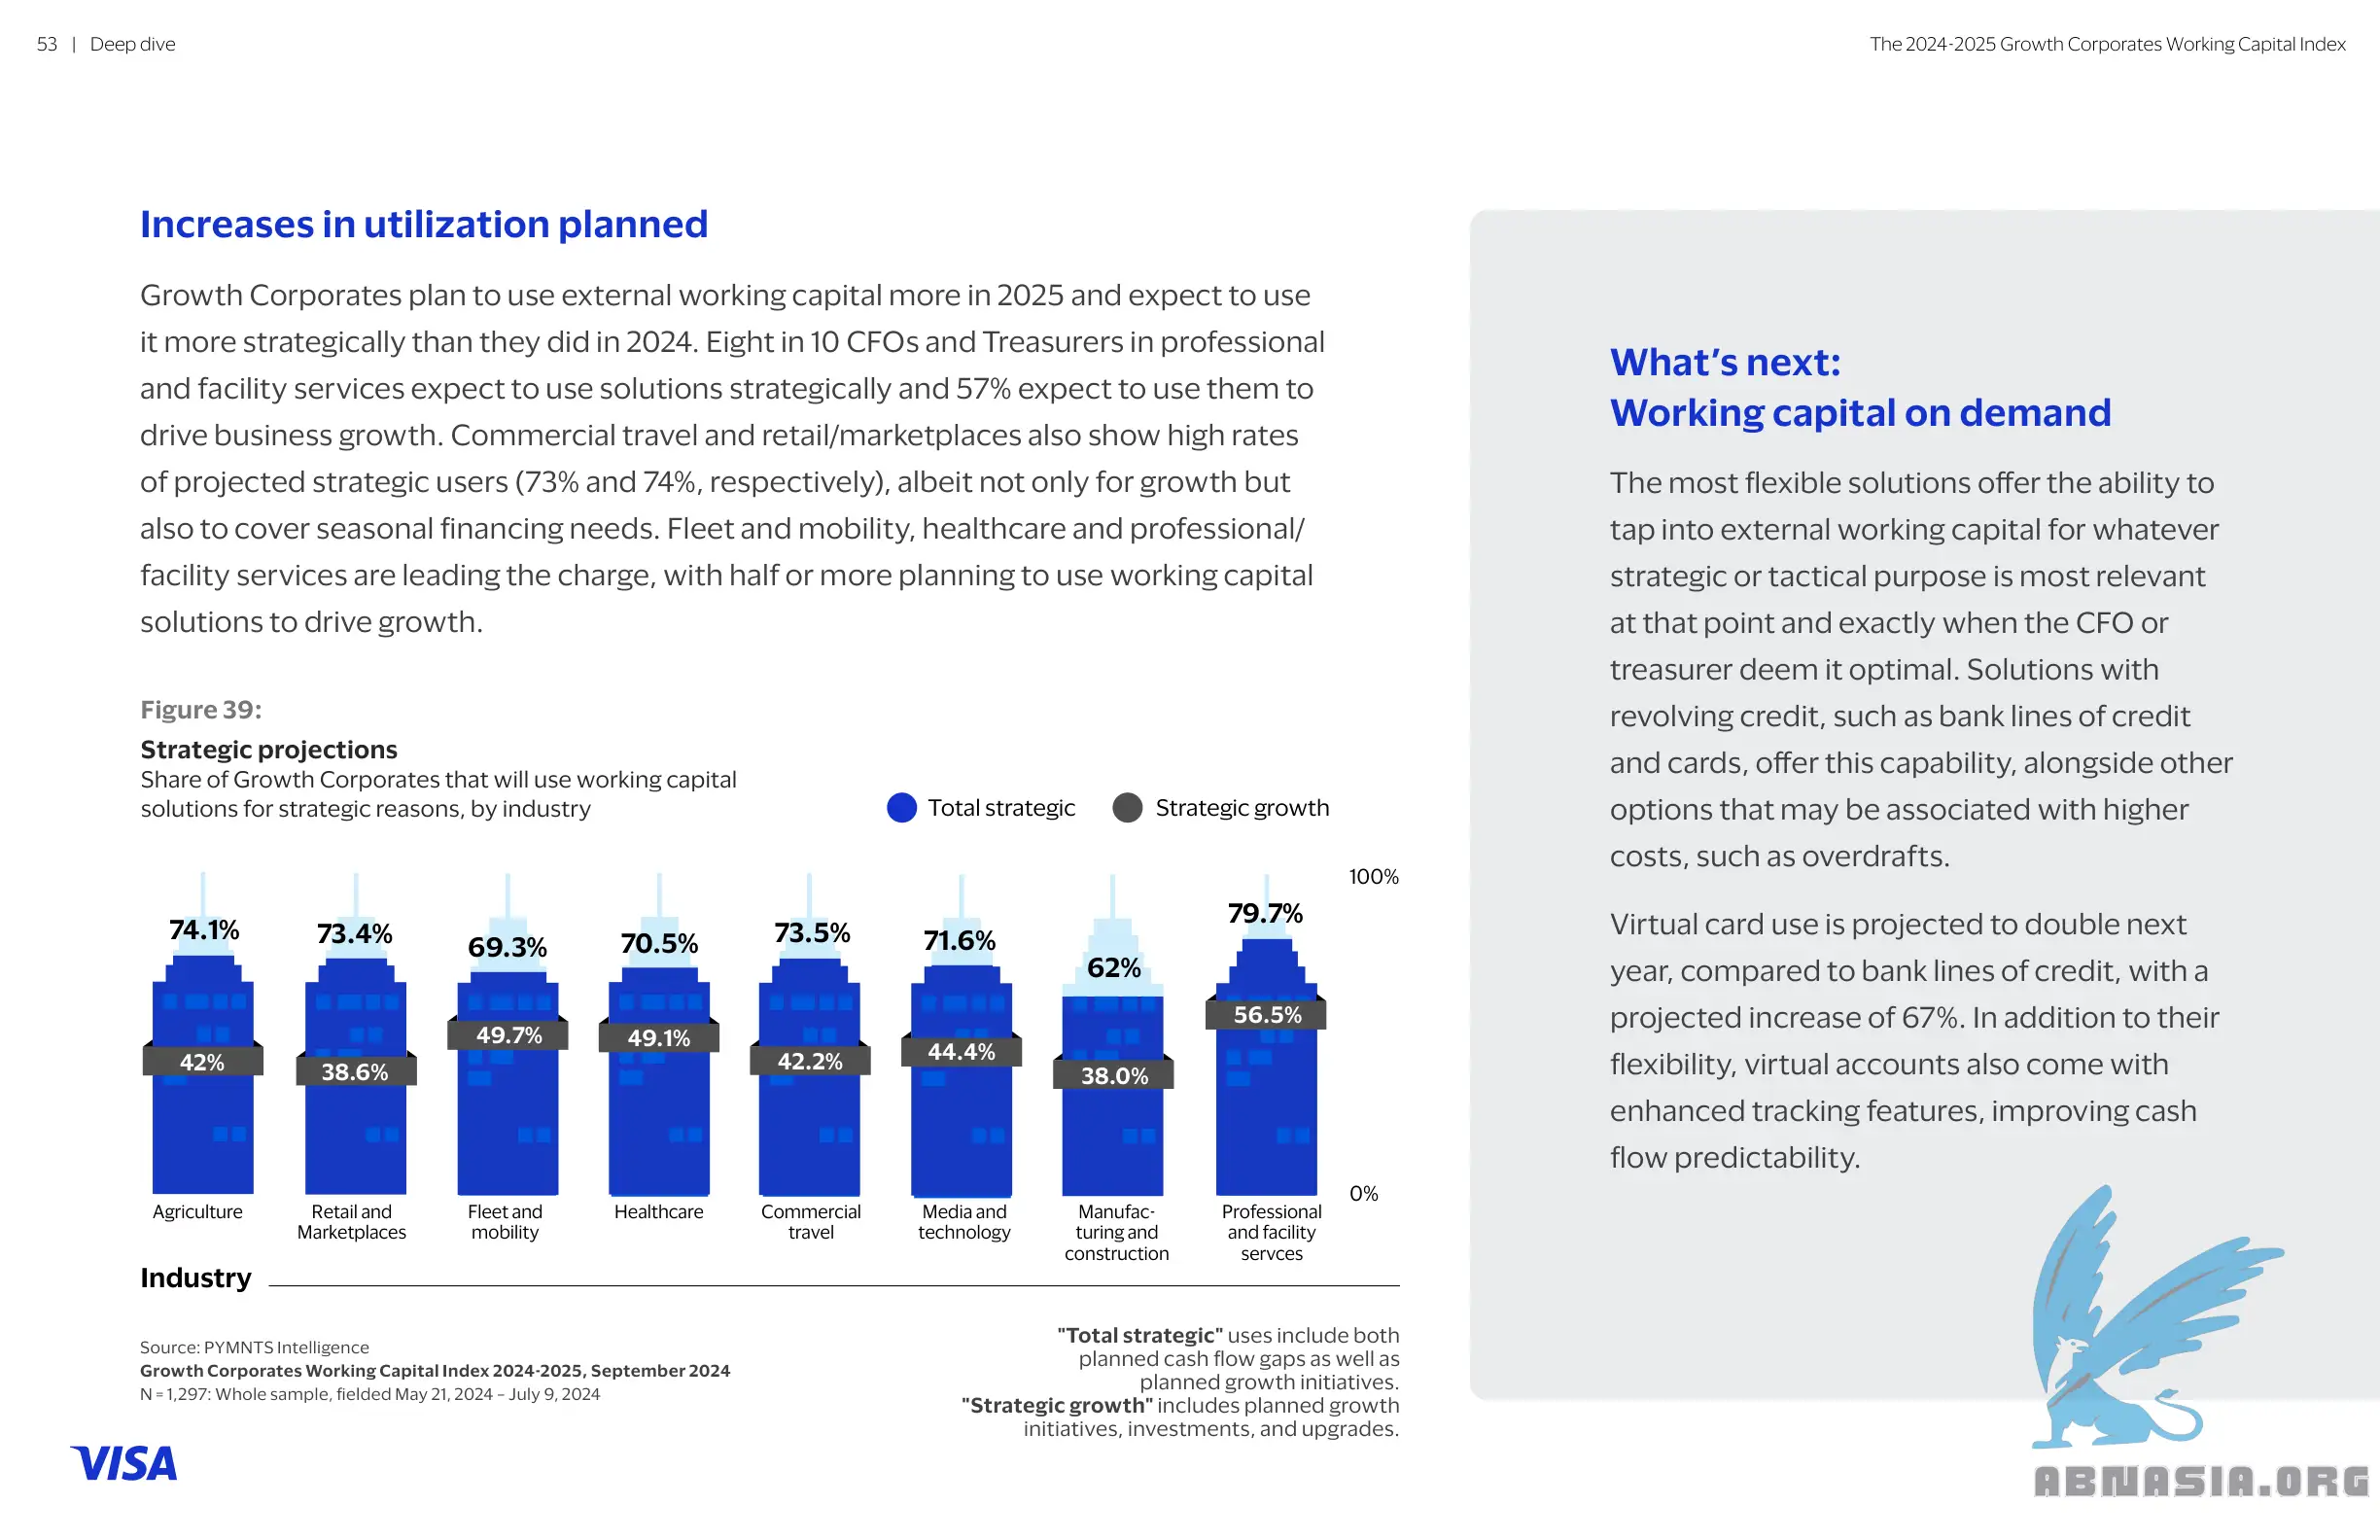 53 | Deep dive
The 2024-2025 Growth Corporates Working Capital Index
Increases in utilization planned
Growth Corporates plan to use external working capital more in 2025 and expect to use
it more strategically than they did in 2024. Eight in 10 CFOs and Treasurers in professional
and facility services expect to use solutions strategically and 57% expect to use them to
drive business growth. Commercial travel and retail/marketplaces also show high rates
of projected strategic users (73% and 74%, respectively), albeit not only for growth but
also to cover seasonal financing needs. Fleet and mobility, healthcare and professional/
facility services are leading the charge, with half or more planning to use working capital
solutions to drive growth.
Figure 39:
Strategic projections
Share of Growth Corporates that will use working capital
solutions for strategic reasons, by industry
Total strategic
Strategic growth
74.1%
73.4%
69.3%
70.5%
73.5%
71.6%
62%
79.7%
100%
42%
38.6%
49.7%
49.1%
42.2%
44.4%
38.0%
56.5%
0%
Agriculture
Retail and
Marketplaces
Fleet and
mobility
Healthcare
Commercial
travel
Media and
technology
Manufac-
turing and
construction
Professional
and facility
servces
Industry
Source: PYMNTS Intelligence
Growth Corporates Working Capital Index 2024-2025, September 2024
N = 1,297: Whole sample, fielded May 21, 2024 – July 9, 2024
"Total strategic" uses include both
planned cash flow gaps as well as
planned growth initiatives.
"Strategic growth" includes planned growth
initiatives, investments, and upgrades.
VISA
What's next:
Working capital on demand
The most flexible solutions offer the ability to
tap into external working capital for whatever
strategic or tactical purpose is most relevant
at that point and exactly when the CFO or
treasurer deem it optimal. Solutions with
revolving credit, such as bank lines of credit
and cards, offer this capability, alongside other
options that may be associated with higher
costs, such as overdrafts.
Virtual card use is projected to double next
year, compared to bank lines of credit, with a
projected increase of 67%. In addition to their
flexibility, virtual accounts also come with
enhanced tracking features, improving cash
flow predictability.
ABNASIA.ORG